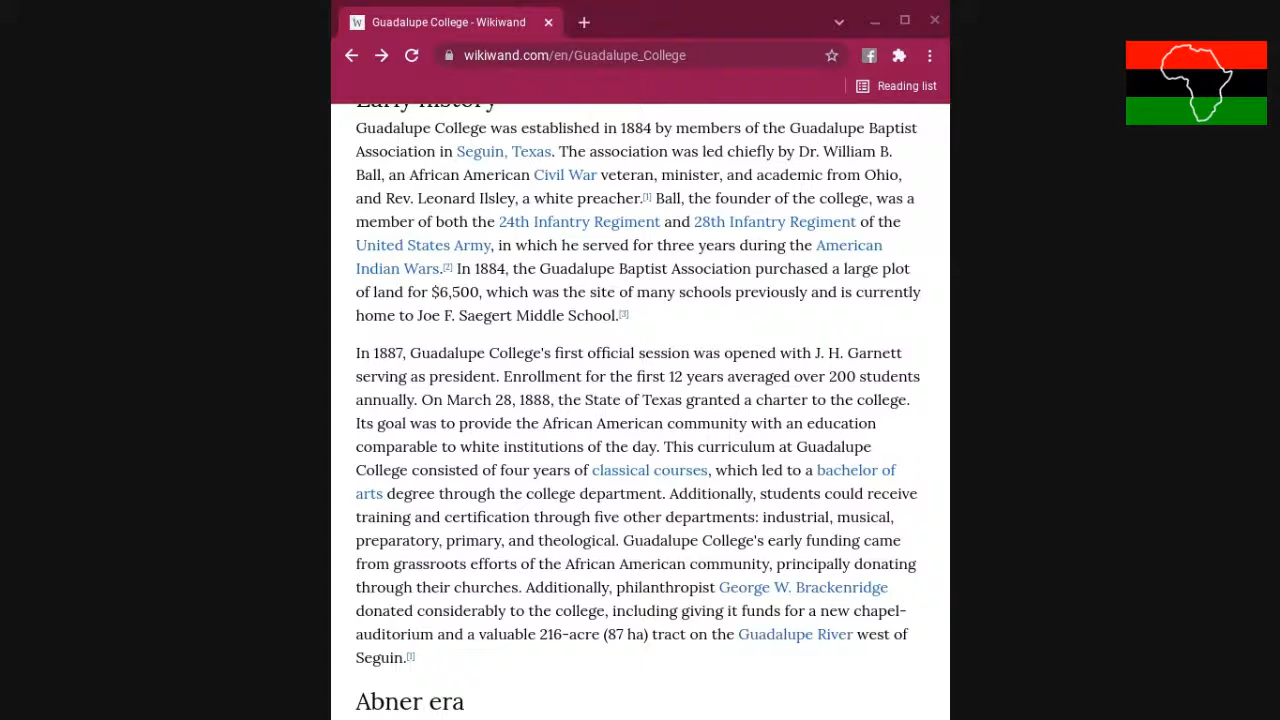 Guadalupe College - Wikiwand
wikiwand.com/en/Guadalupe_College
Reading list
Early history
Guadalupe College was established in 1884 by members of the Guadalupe Baptist
Association in Seguin, Texas. The association was led chiefly by Dr. William B.
Ball, an African American Civil War veteran, minister, and academic from Ohio,
and Rev. Leonard Ilsley, a white preacher.[1] Ball, the founder of the college, was a
member of both the 24th Infantry Regiment and 28th Infantry Regiment of the
United States Army, in which he served for three years during the American
Indian Wars.[2] In 1884, the Guadalupe Baptist Association purchased a large plot
of land for $6,500, which was the site of many schools previously and is currently
home to Joe F. Saegert Middle School.[3]
In 1887, Guadalupe College's first official session was opened with J. H. Garnett
serving as president. Enrollment for the first 12 years averaged over 200 students
annually. On March 28, 1888, the State of Texas granted a charter to the college.
Its goal was to provide the African American community with an education
comparable to white institutions of the day. This curriculum at Guadalupe
College consisted of four years of classical courses, which led to a bachelor of
arts degree through the college department. Additionally, students could receive
training and certification through five other departments: industrial, musical,
preparatory, primary, and theological. Guadalupe College's early funding came
from grassroots efforts of the African American community, principally donating
through their churches. Additionally, philanthropist George W. Brackenridge
donated considerably to the college, including giving it funds for a new chapel-
auditorium and a valuable 216-acre (87 ha) tract on the Guadalupe River west of
Seguin.[1]
Abner era